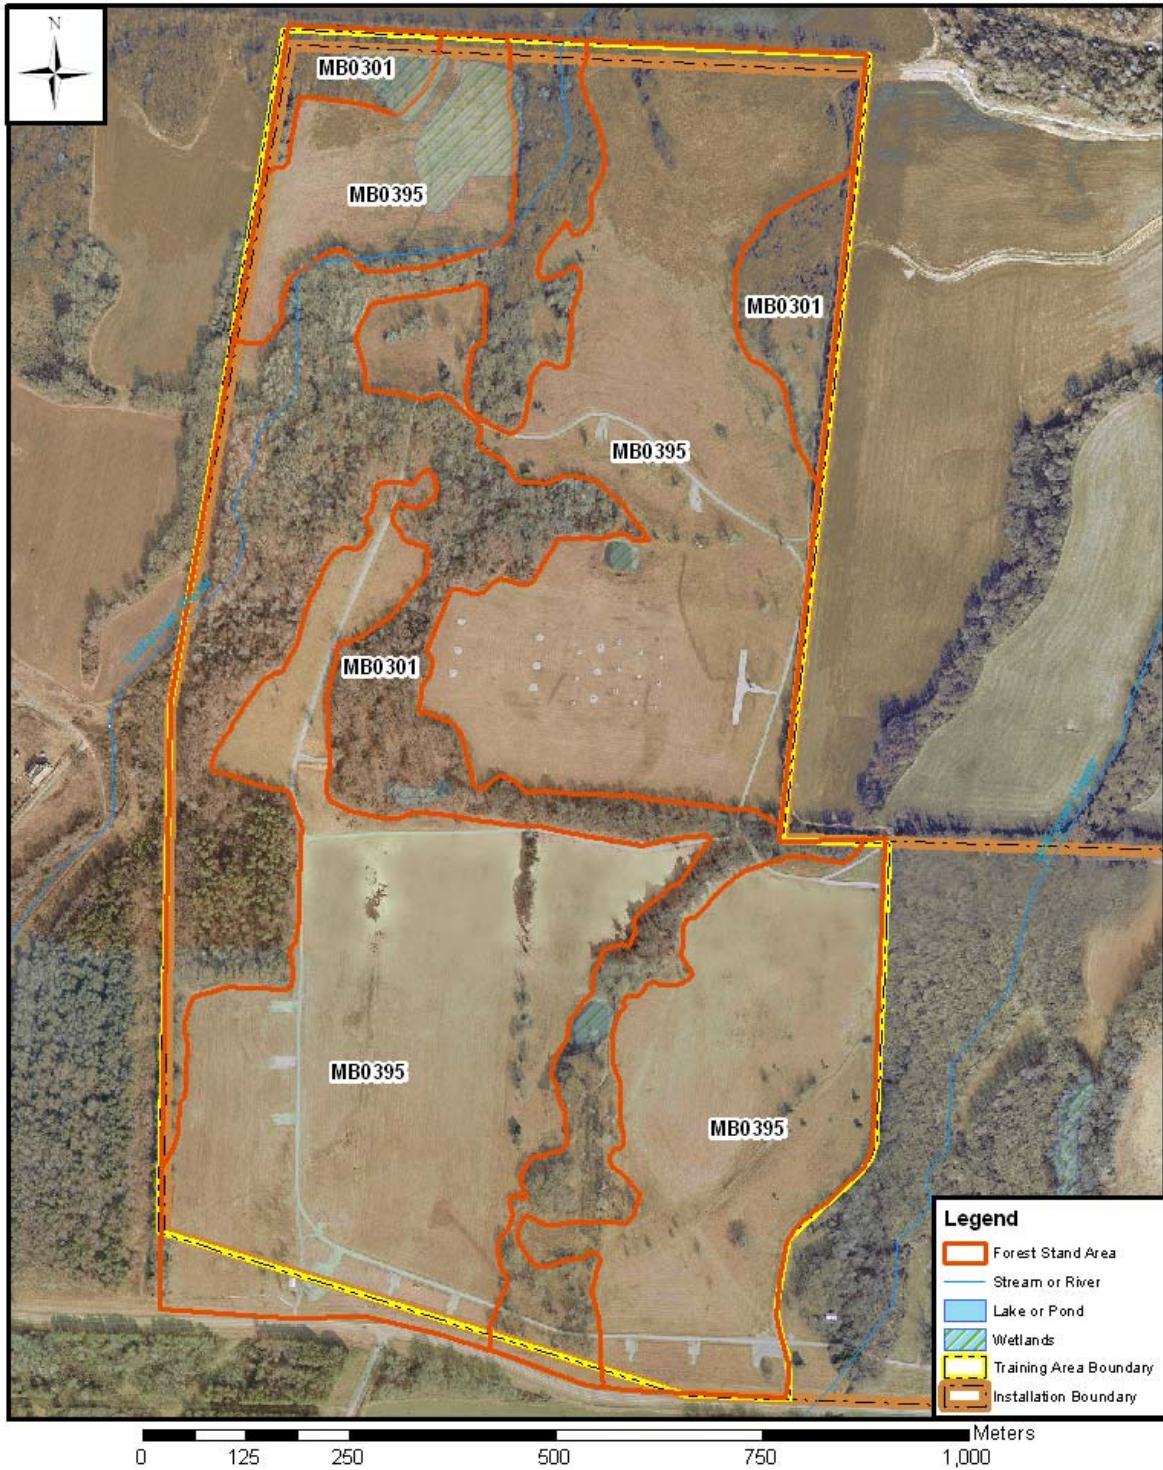 N
MB0301
MB0395
MB0301
MB0395
MB0301
MB0395
MB0395
Legend
Forest Stand Area
Stream or River
Lake or Pond
Wetlands
Training Area Boundary
Installation Boundary
Meters
0 125 250 500 750 1,000